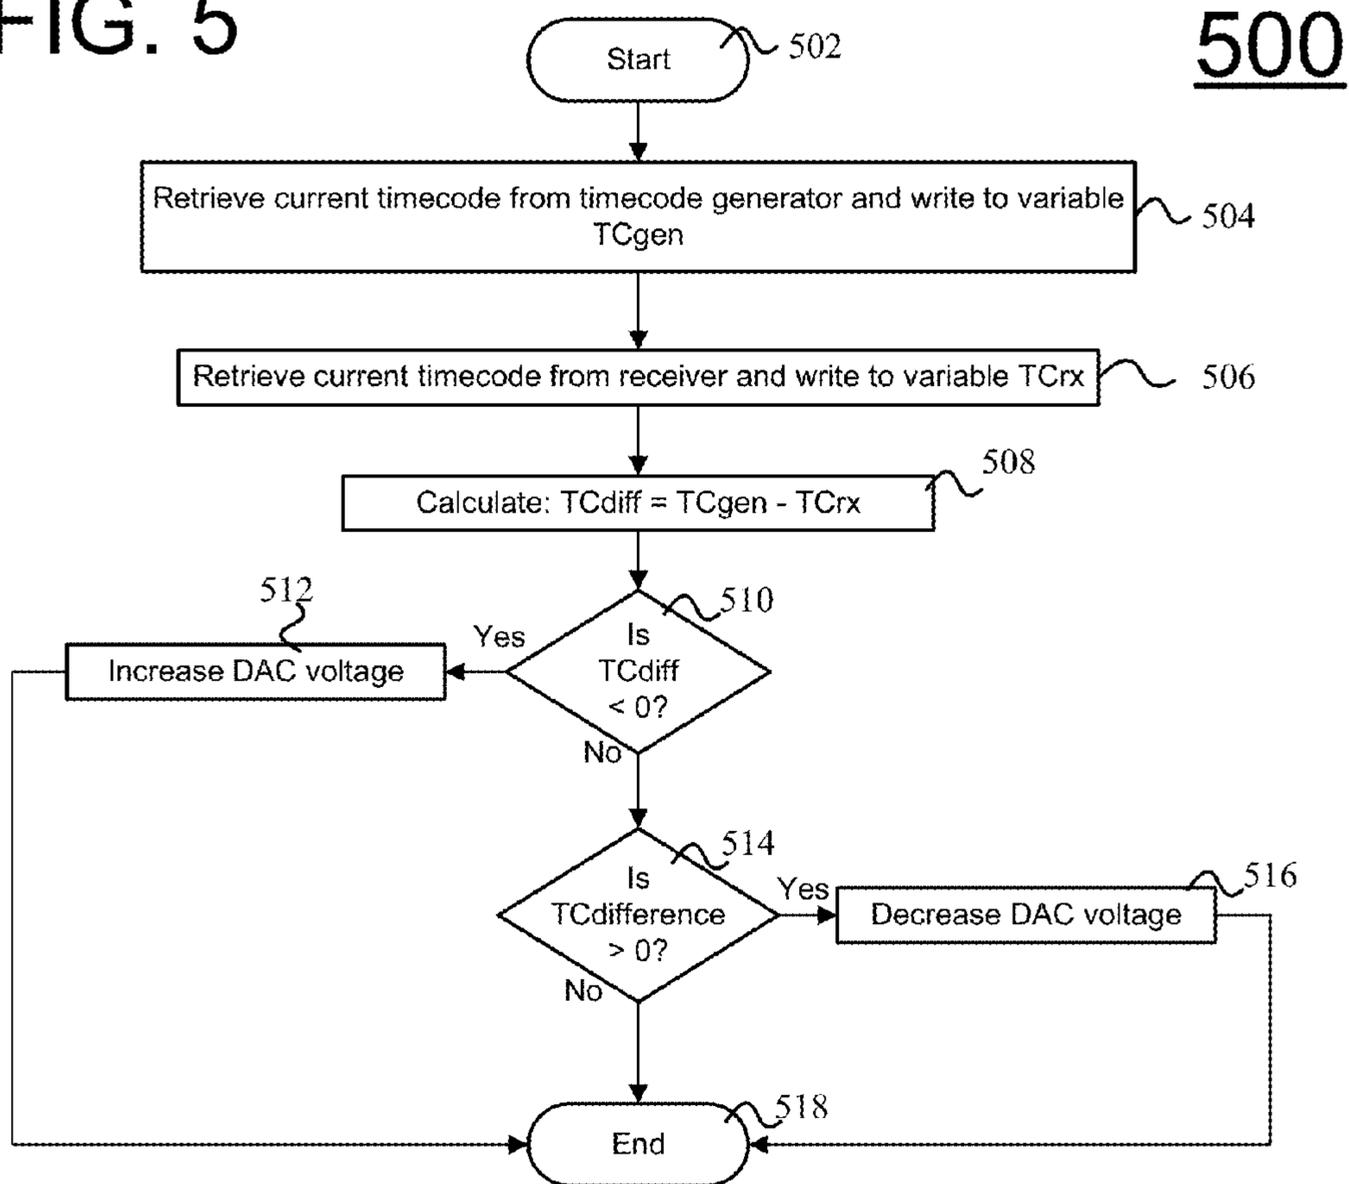 FIG. 5
500
Start
502
Retrieve current timecode from timecode generator and write to variable
TCgen
504
Retrieve current timecode from receiver and write to variable TCrx
506
508
Calculate: TCdiff = TCgen - TCrx
512
510
Yes
Is
TCdiff
< 0?
Increase DAC voltage
No
514
Is
TCdifference
> 0?
Yes
516
Decrease DAC voltage
No
518
End